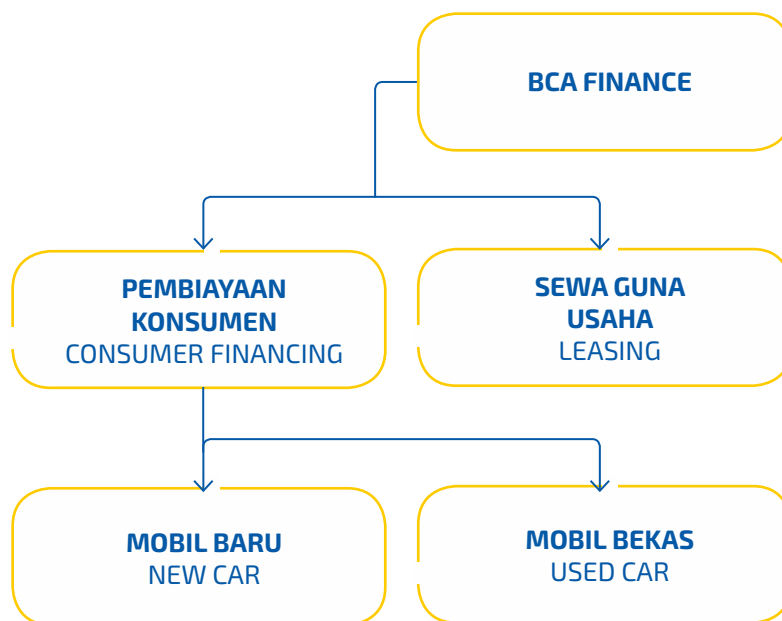 BCA FINANCE
PEMBIAYAAN
KONSUMEN
CONSUMER FINANCING
SEWA GUNA
USAHA
LEASING
MOBIL BARU
NEW CAR
MOBIL BEKAS
USED CAR